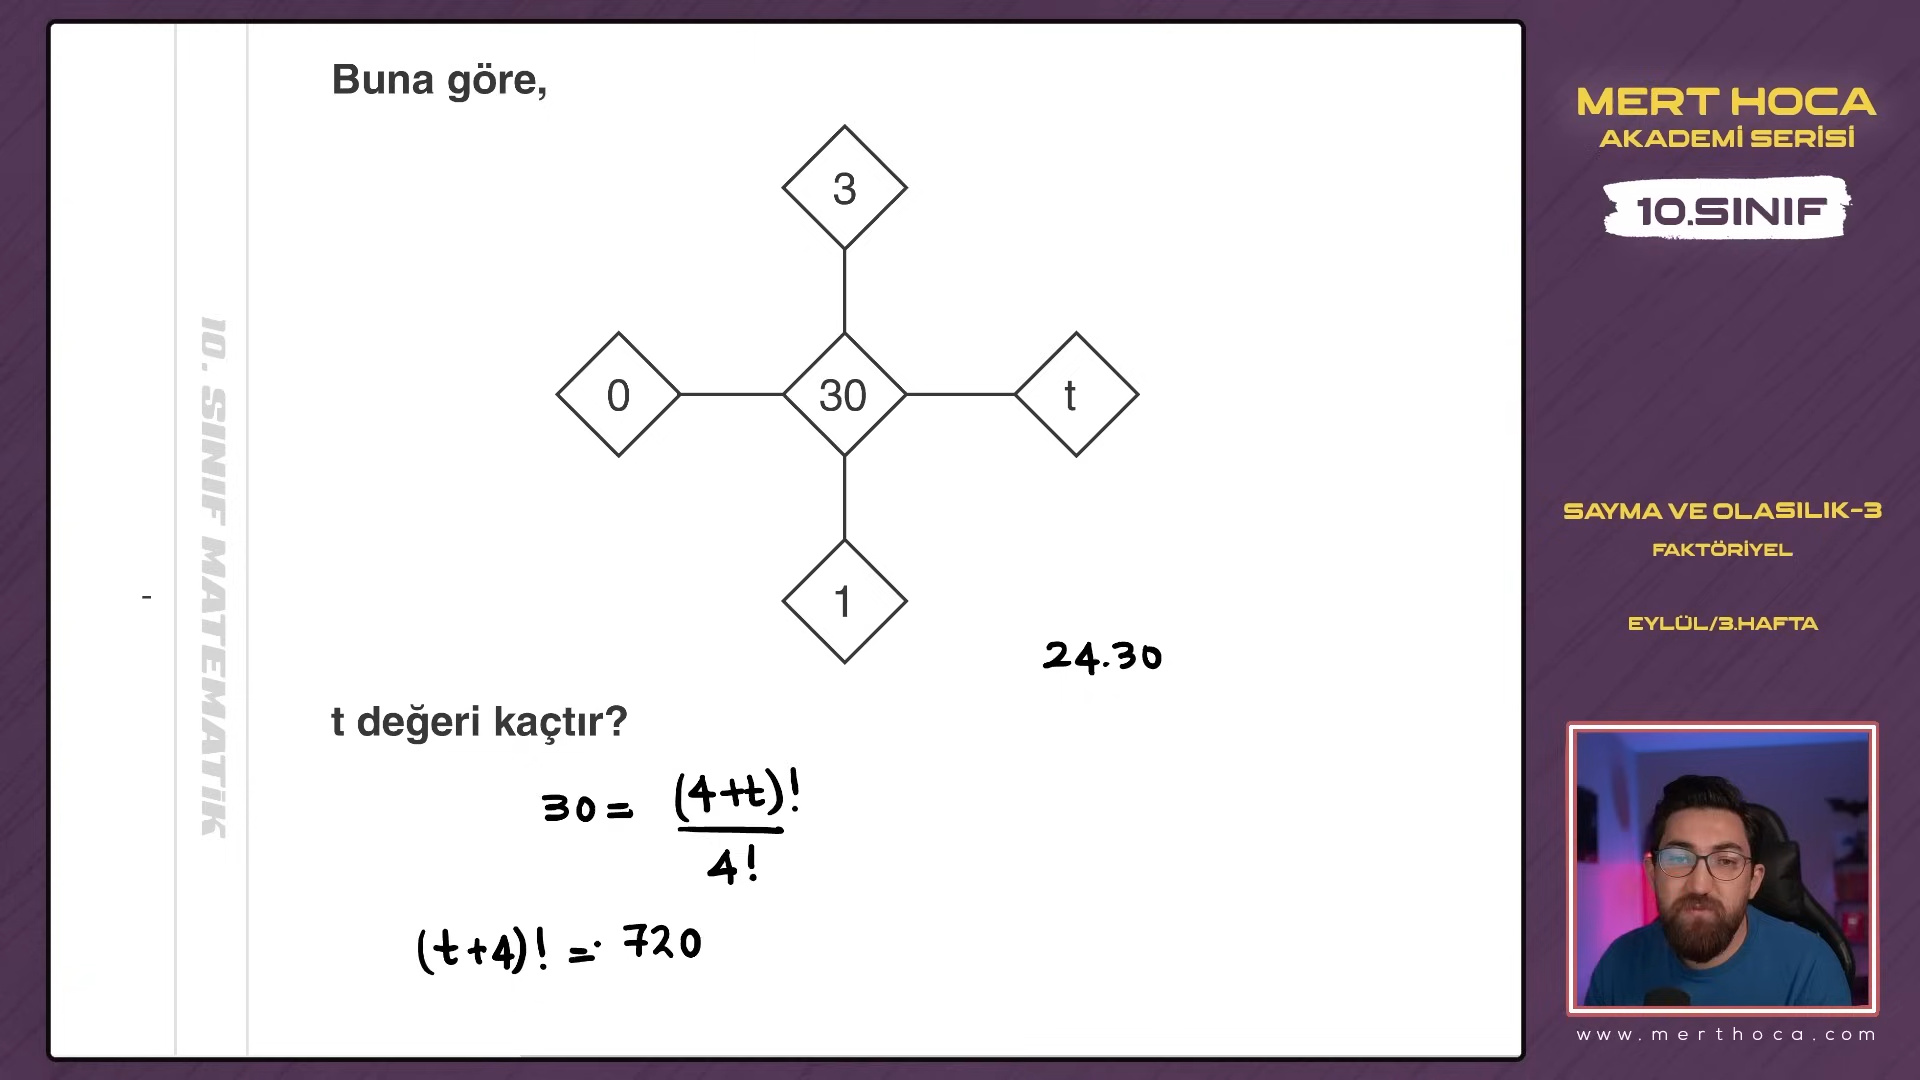 Buna göre,
3
0
30
t
1
24.30
t değeri kaçtır?
30 = (4+t)!
4!
(t+4)! = 720
10. SINIF MATEMATİK
-
MERT HOCA
AKADEMİ SERİSİ
10.SINIF
SAYMA VE OLASILIK-3
FAKTÖRİYEL
EYLÜL/3.HAFTA
www.merthoca.com